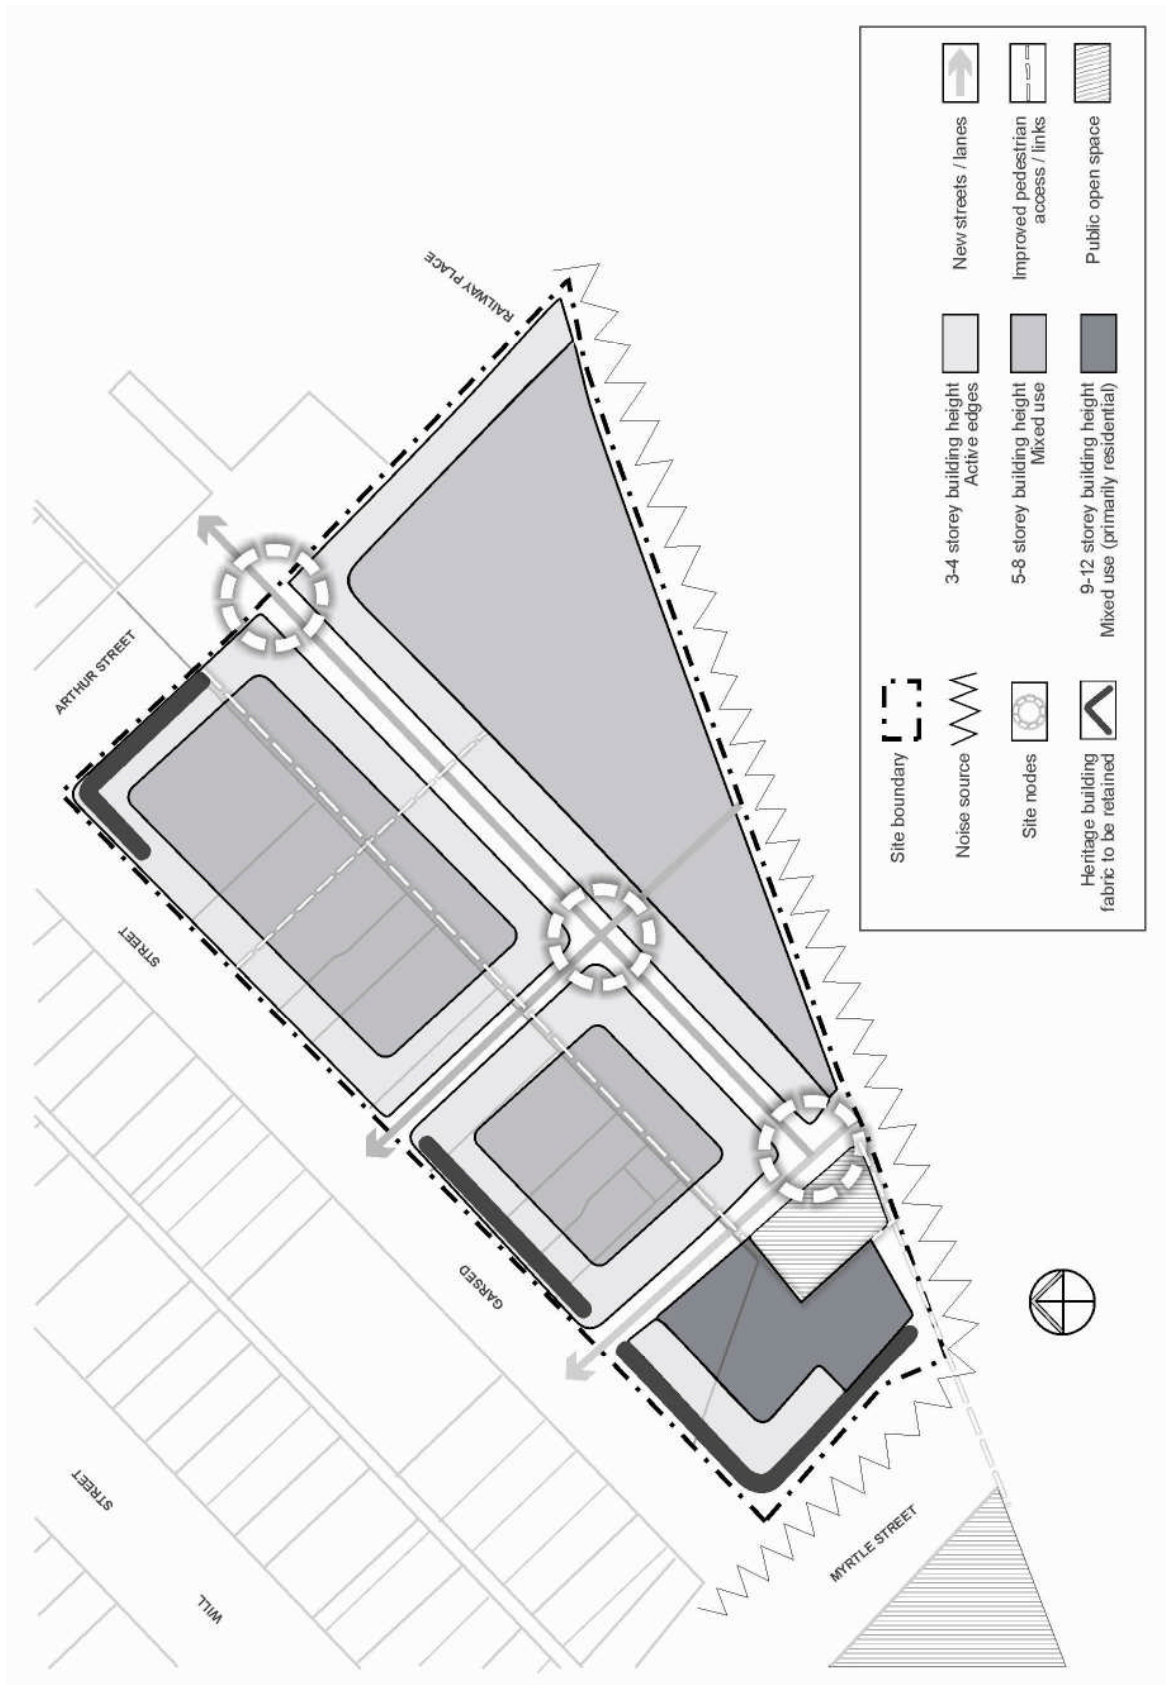 ARTHUR STREET
RAILWAY PLACE
STREET
GARSED
STREET
WILL
MYRTLE STREET
Site boundary
Noise source
Site nodes
Heritage building
fabric to be retained
3-4 storey building height
Active edges
5-8 storey building height
Mixed use
9-12 storey building height
Mixed use (primarily residential)
New streets / lanes
Improved pedestrian
access / links
Public open space